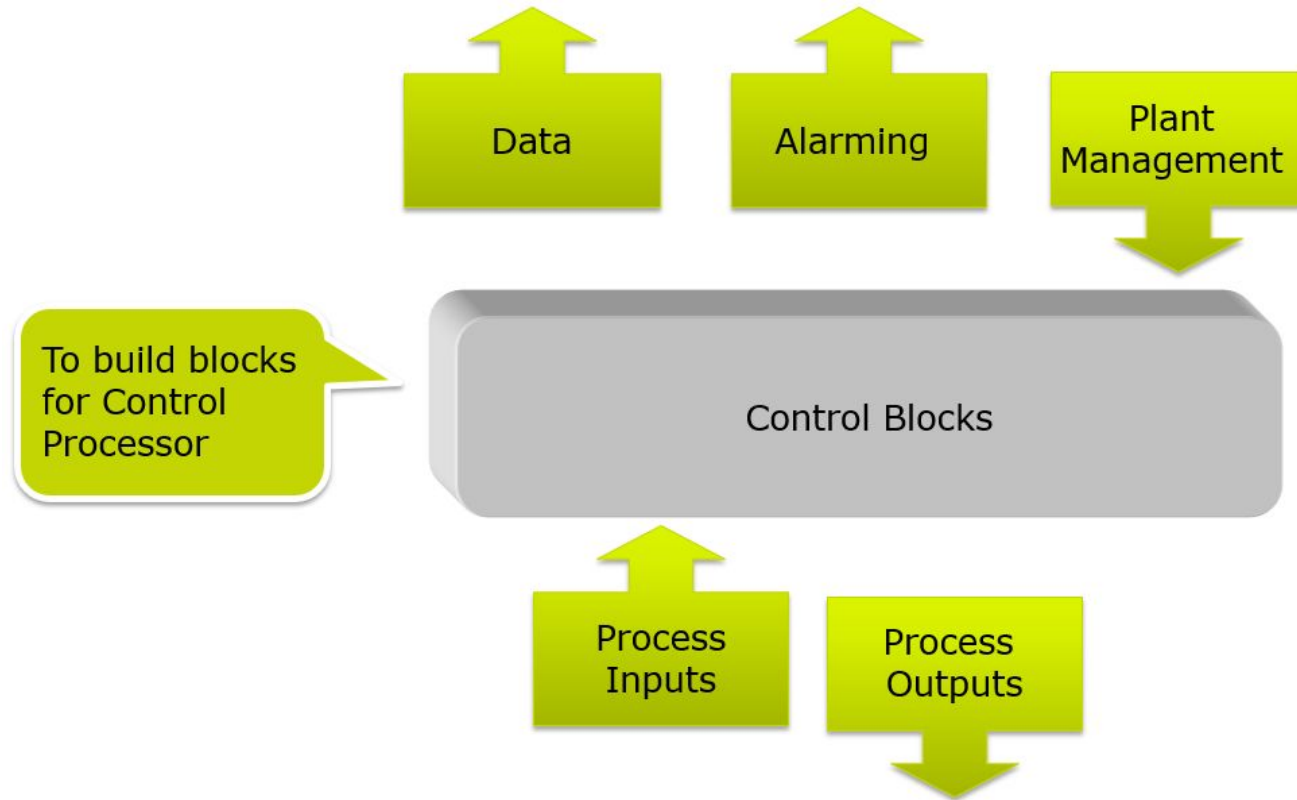 Data
Alarming
Plant
Management
To build blocks
for Control
Processor
Control Blocks
Process
Inputs
Process
Outputs